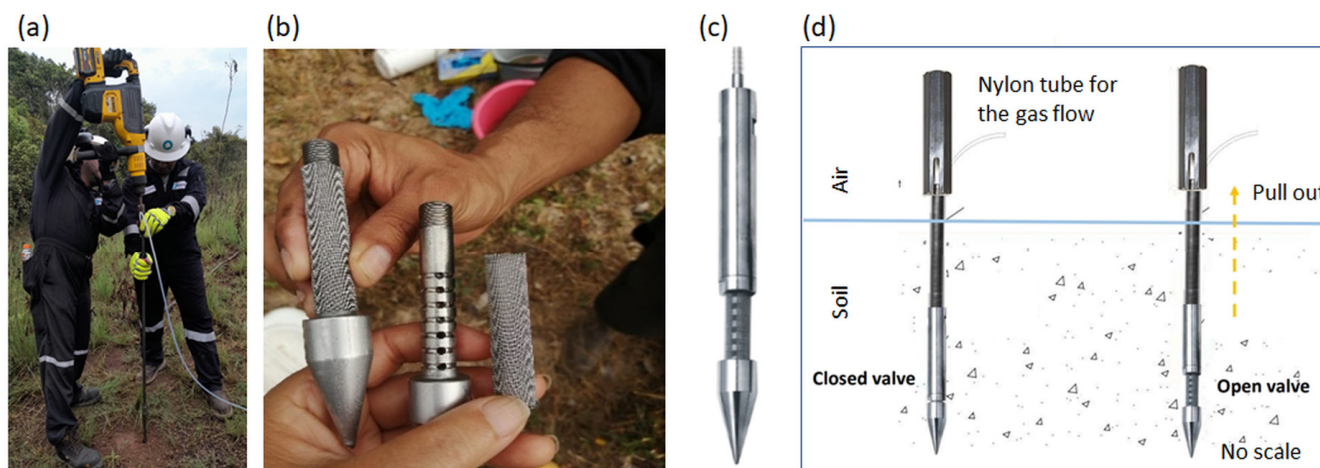 (a)
(b)
(c)
(d)
Nylon tube for
the gas flow
Air
Pull out
Soil
Closed valve
Open valve
No scale